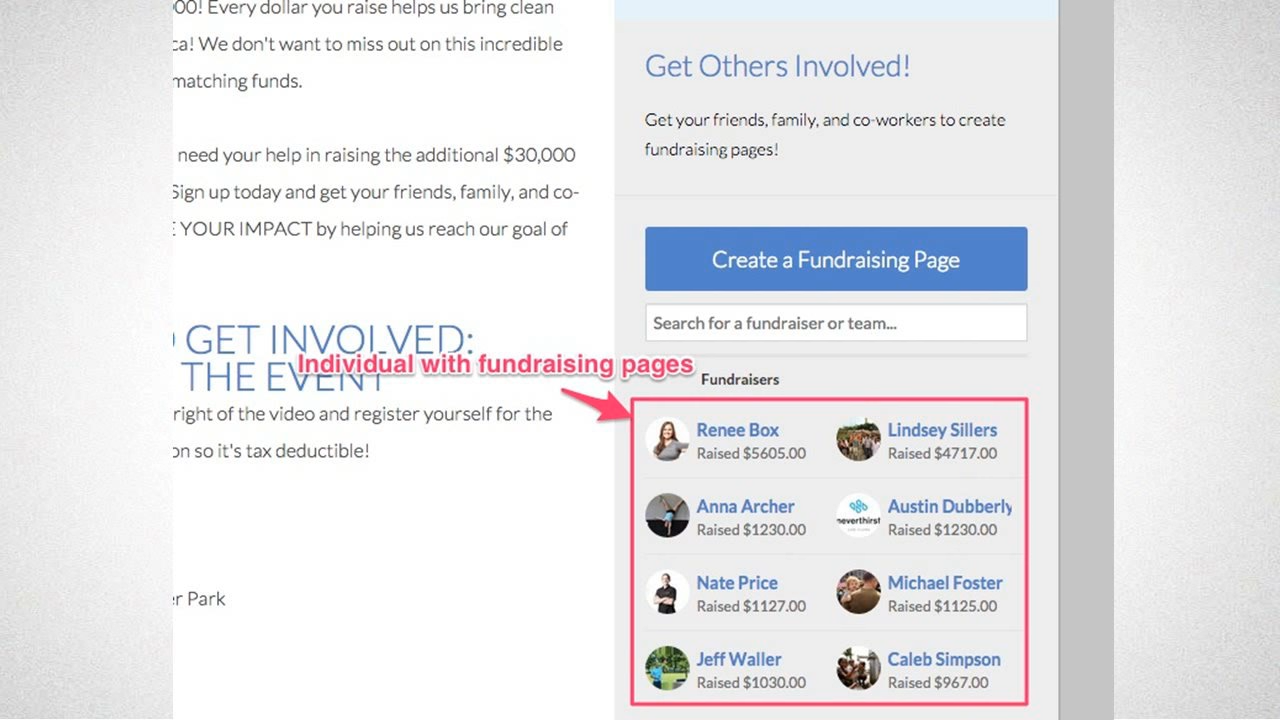 00! Every dollar you raise helps us bring clean
ca! We don't want to miss out on this incredible
matching funds.
need your help in raising the additional $30,000
Sign up today and get your friends, family, and co-
E YOUR IMPACT by helping us reach our goal of
O GET INVOLVED:
THE EVENT
right of the video and register yourself for the
on so it's tax deductible!
er Park
Get Others Involved!
Get your friends, family, and co-workers to create
fundraising pages!
Create a Fundraising Page
Search for a fundraiser or team...
Individual with fundraising pages
Fundraisers
Renee Box
Raised $5605.00
Lindsey Sillers
Raised $4717.00
Anna Archer
Raised $1230.00
neverthirst
Austin Dubberly
Raised $1230.00
Nate Price
Raised $1127.00
Michael Foster
Raised $1125.00
Jeff Waller
Raised $1030.00
Caleb Simpson
Raised $967.00